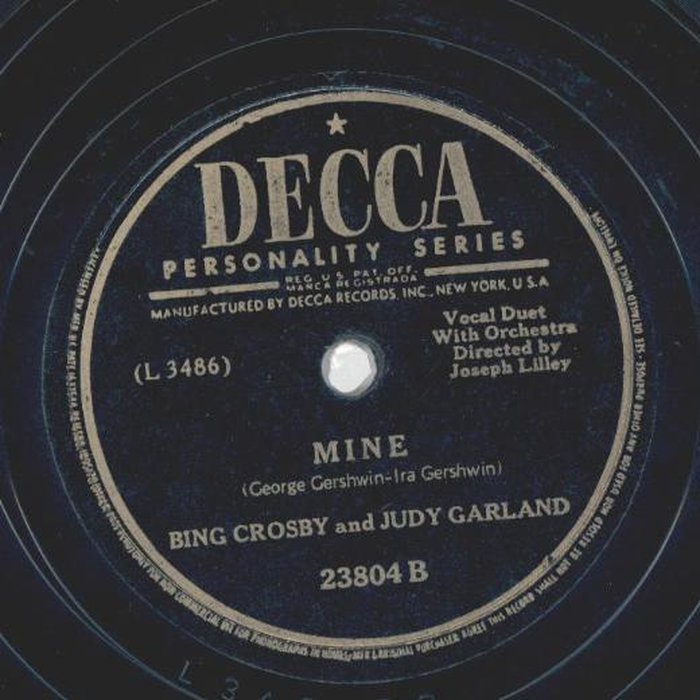 DECCA
PERSONALITY SERIES
REG. U.S. PAT. OFF.
MARCA REGISTRADA
MANUFACTURED BY DECCA RECORDS, INC., NEW YORK, U.S.A
(L 3486)
Vocal Duet
With Orchestra
Directed by
Joseph Lilley
MINE
(George Gershwin-Ira Gershwin)
BING CROSBY and JUDY GARLAND
23804 B